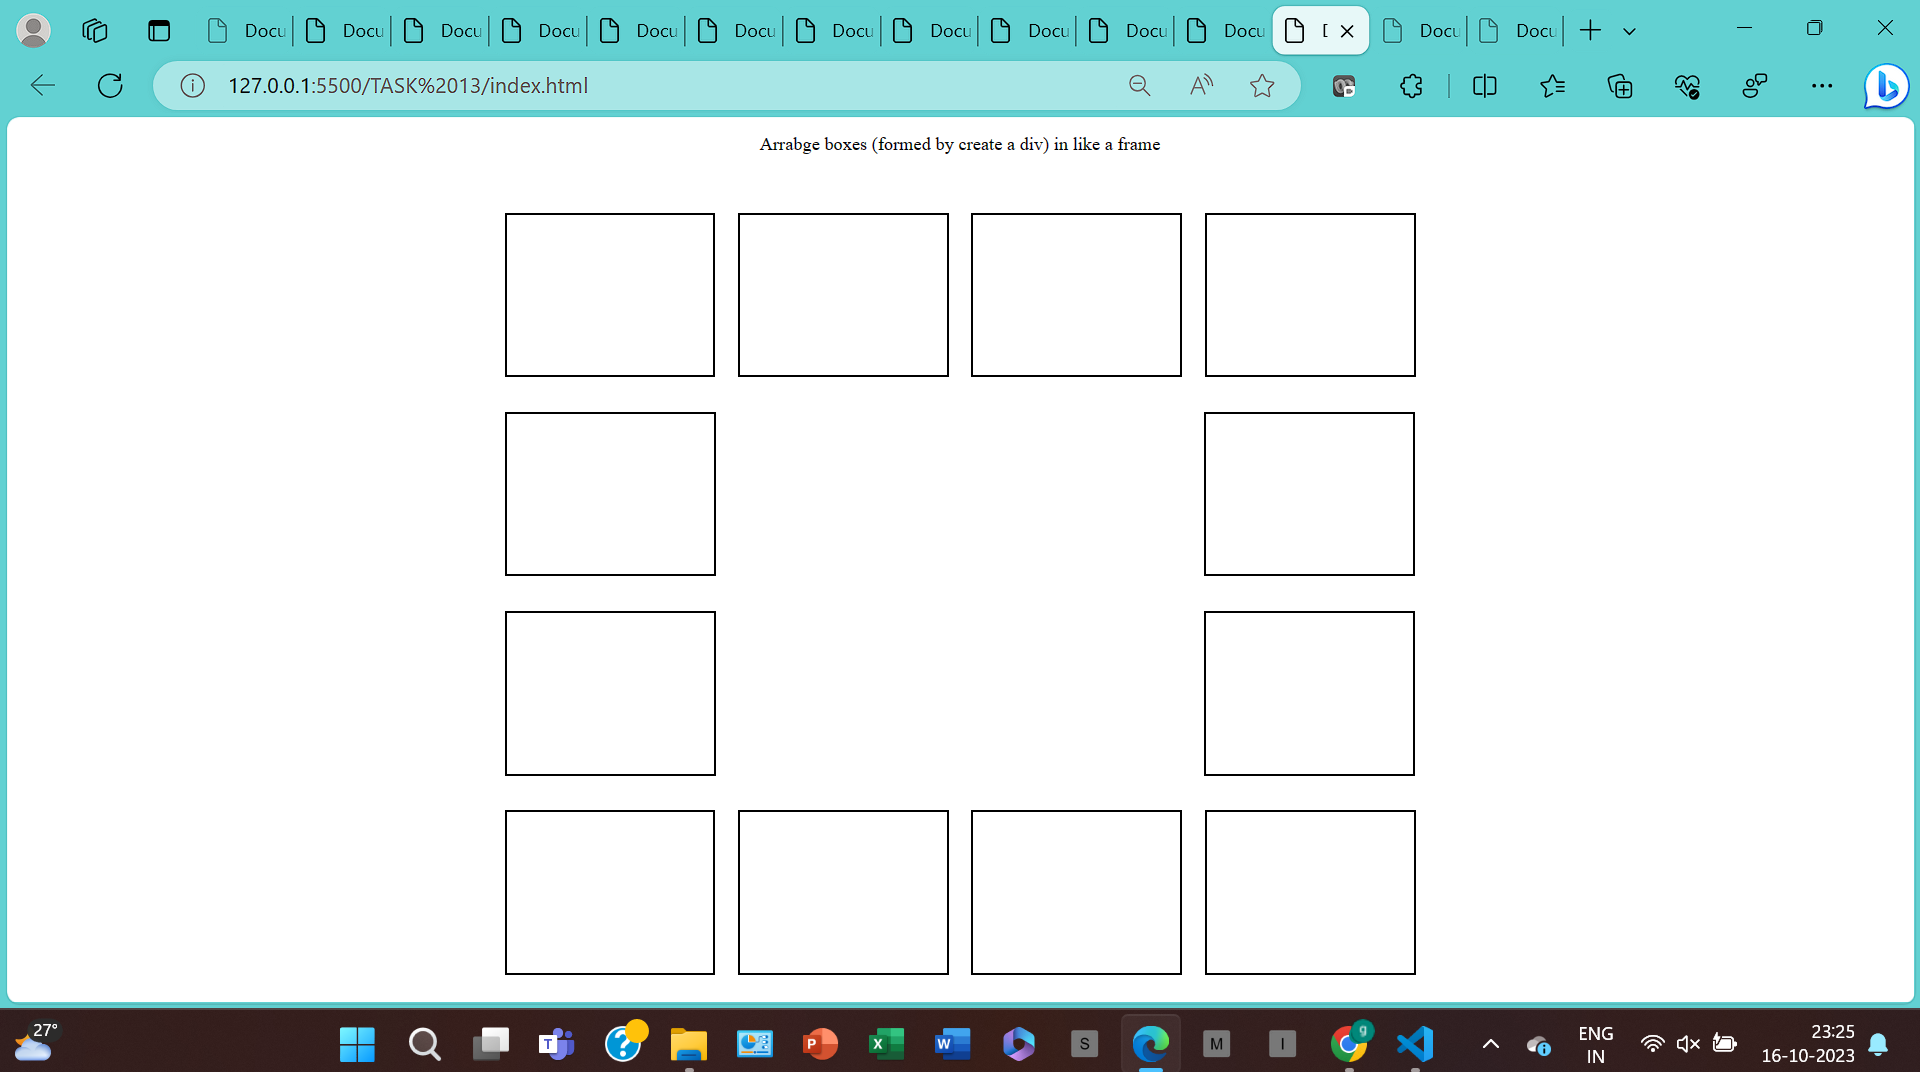 Docu Docu Docu Docu Docu Docu Docu Docu Docu Docu Docu Docu Docu
127.0.0.1:5500/TASK%2013/index.html
Arrabge boxes (formed by create a div) in like a frame
27°
T
?
P
X
W
S
M
I
g
ENG
IN
23:25
16-10-2023